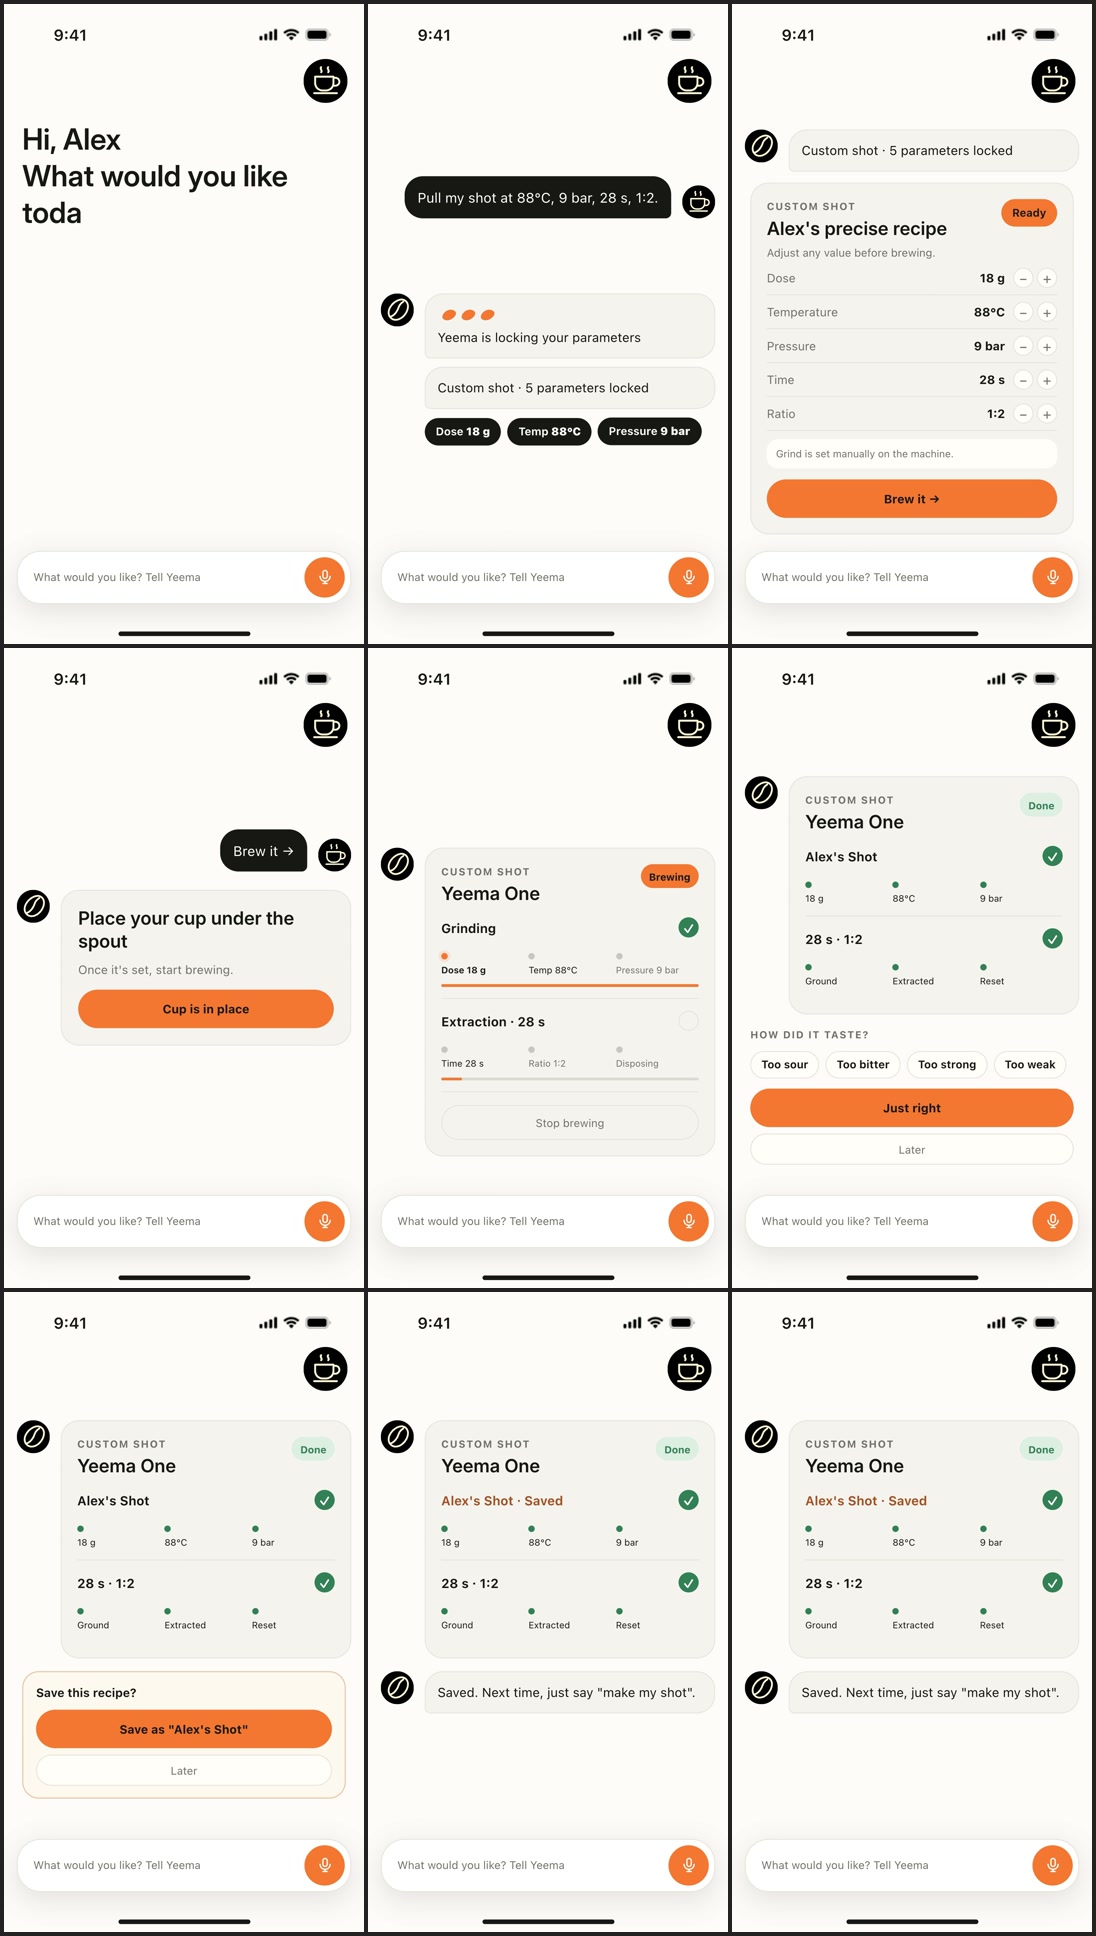 9:41
Hi, Alex
What would you like
toda
What would you like? Tell Yeema
9:41
Pull my shot at 88°C, 9 bar, 28 s, 1:2.
Yeema is locking your parameters
Custom shot · 5 parameters locked
Dose 18 g
Temp 88°C
Pressure 9 bar
What would you like? Tell Yeema
9:41
Custom shot · 5 parameters locked
CUSTOM SHOT
Ready
Alex's precise recipe
Adjust any value before brewing.
Dose 18 g − +
Temperature 88°C − +
Pressure 9 bar − +
Time 28 s − +
Ratio 1:2 − +
Grind is set manually on the machine.
Brew it →
What would you like? Tell Yeema
9:41
Brew it →
Place your cup under the
spout
Once it's set, start brewing.
Cup is in place
What would you like? Tell Yeema
9:41
CUSTOM SHOT
Brewing
Yeema One
Grinding
Dose 18 g Temp 88°C Pressure 9 bar
Extraction · 28 s
Time 28 s Ratio 1:2 Disposing
Stop brewing
What would you like? Tell Yeema
9:41
CUSTOM SHOT
Done
Yeema One
Alex's Shot
18 g 88°C 9 bar
28 s · 1:2
Ground Extracted Reset
HOW DID IT TASTE?
Too sour Too bitter Too strong Too weak
Just right
Later
What would you like? Tell Yeema
9:41
CUSTOM SHOT
Done
Yeema One
Alex's Shot
18 g 88°C 9 bar
28 s · 1:2
Ground Extracted Reset
Save this recipe?
Save as "Alex's Shot"
Later
What would you like? Tell Yeema
9:41
CUSTOM SHOT
Done
Yeema One
Alex's Shot · Saved
18 g 88°C 9 bar
28 s · 1:2
Ground Extracted Reset
Saved. Next time, just say "make my shot".
What would you like? Tell Yeema
9:41
CUSTOM SHOT
Done
Yeema One
Alex's Shot · Saved
18 g 88°C 9 bar
28 s · 1:2
Ground Extracted Reset
Saved. Next time, just say "make my shot".
What would you like? Tell Yeema